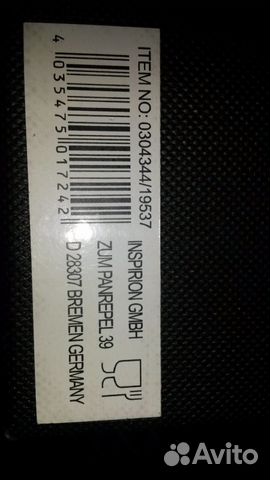 ITEM NO: 0304344/19537
4 035475 017242
INSPIRION GMBH
ZUM PANREPEL 39
D 28307 BREMEN GERMANY
Avito